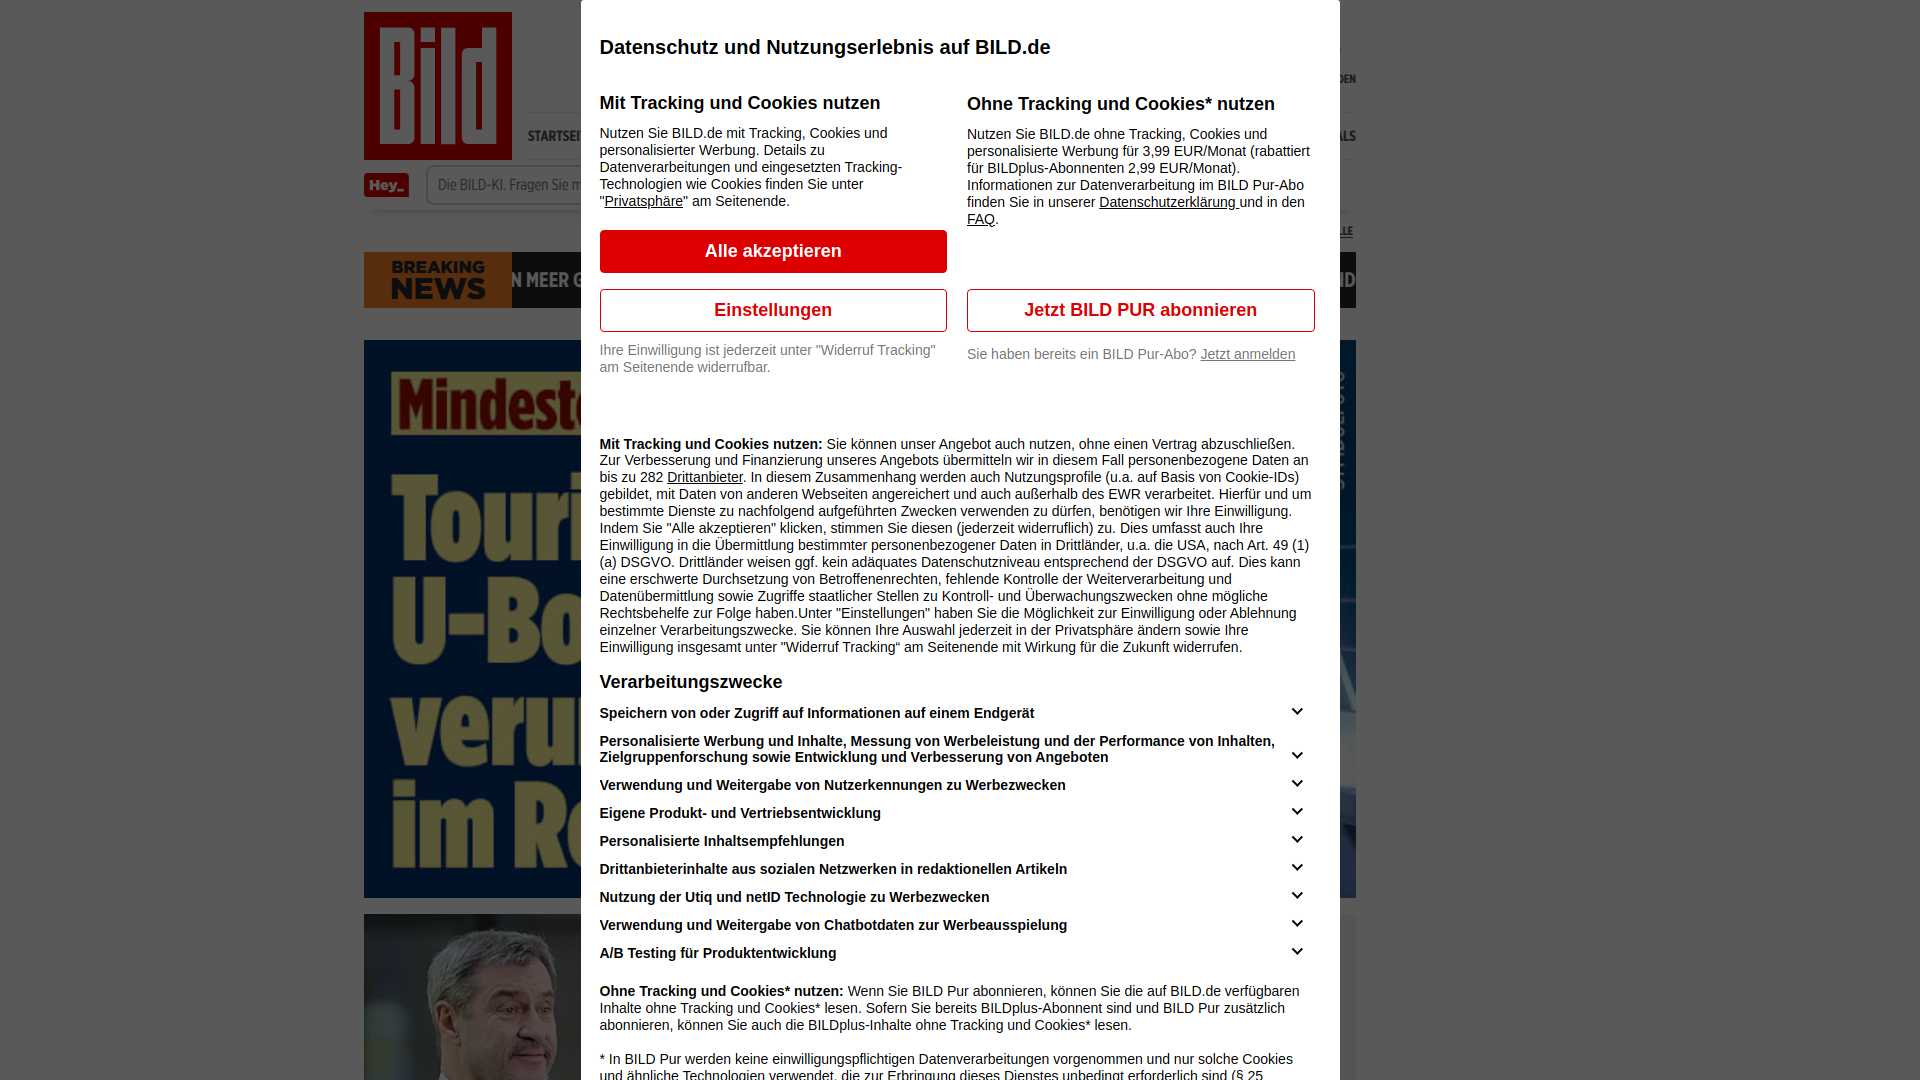 Bild
Datenschutz und Nutzungserlebnis auf BILD.de
STARTSEI
ALS
Hey_
Die BILD-KI. Fragen Sie m
BREAKING
NEWS
N MEER G
ND
Mindeste
Touri
U-Bo
verun
im Ro
Mit Tracking und Cookies nutzen
Nutzen Sie BILD.de mit Tracking, Cookies und
personalisierter Werbung. Details zu
Datenverarbeitungen und eingesetzten Tracking-
Technologien wie Cookies finden Sie unter
"Privatsphäre" am Seitenende.
Alle akzeptieren
Einstellungen
Ihre Einwilligung ist jederzeit unter "Widerruf Tracking"
am Seitenende widerrufbar.
Ohne Tracking und Cookies* nutzen
Nutzen Sie BILD.de ohne Tracking, Cookies und
personalisierte Werbung für 3,99 EUR/Monat (rabattiert
für BILDplus-Abonnenten 2,99 EUR/Monat).
Informationen zur Datenverarbeitung im BILD Pur-Abo
finden Sie in unserer Datenschutzerklärung und in den
FAQ.
Jetzt BILD PUR abonnieren
Sie haben bereits ein BILD Pur-Abo? Jetzt anmelden
Mit Tracking und Cookies nutzen: Sie können unser Angebot auch nutzen, ohne einen Vertrag abzuschließen.
Zur Verbesserung und Finanzierung unseres Angebots übermitteln wir in diesem Fall personenbezogene Daten an
bis zu 282 Drittanbieter. In diesem Zusammenhang werden auch Nutzungsprofile (u.a. auf Basis von Cookie-IDs)
gebildet, mit Daten von anderen Webseiten angereichert und auch außerhalb des EWR verarbeitet. Hierfür und um
bestimmte Dienste zu nachfolgend aufgeführten Zwecken verwenden zu dürfen, benötigen wir Ihre Einwilligung.
Indem Sie "Alle akzeptieren" klicken, stimmen Sie diesen (jederzeit widerruflich) zu. Dies umfasst auch Ihre
Einwilligung in die Übermittlung bestimmter personenbezogener Daten in Drittländer, u.a. die USA, nach Art. 49 (1)
(a) DSGVO. Drittländer weisen ggf. kein adäquates Datenschutzniveau entsprechend der DSGVO auf. Dies kann
eine erschwerte Durchsetzung von Betroffenenrechten, fehlende Kontrolle der Weiterverarbeitung und
Datenübermittlung sowie Zugriffe staatlicher Stellen zu Kontroll- und Überwachungszwecken ohne mögliche
Rechtsbehelfe zur Folge haben.Unter "Einstellungen" haben Sie die Möglichkeit zur Einwilligung oder Ablehnung
einzelner Verarbeitungszwecke. Sie können Ihre Auswahl jederzeit in der Privatsphäre ändern sowie Ihre
Einwilligung insgesamt unter "Widerruf Tracking“ am Seitenende mit Wirkung für die Zukunft widerrufen.
Verarbeitungszwecke
Speichern von oder Zugriff auf Informationen auf einem Endgerät
Personalisierte Werbung und Inhalte, Messung von Werbeleistung und der Performance von Inhalten,
Zielgruppenforschung sowie Entwicklung und Verbesserung von Angeboten
Verwendung und Weitergabe von Nutzerkennungen zu Werbezwecken
Eigene Produkt- und Vertriebsentwicklung
Personalisierte Inhaltsempfehlungen
Drittanbieterinhalte aus sozialen Netzwerken in redaktionellen Artikeln
Nutzung der Utiq und netID Technologie zu Werbezwecken
Verwendung und Weitergabe von Chatbotdaten zur Werbeausspielung
A/B Testing für Produktentwicklung
Ohne Tracking und Cookies* nutzen: Wenn Sie BILD Pur abonnieren, können Sie die auf BILD.de verfügbaren
Inhalte ohne Tracking und Cookies* lesen. Sofern Sie bereits BILDplus-Abonnent sind und BILD Pur zusätzlich
abonnieren, können Sie auch die BILDplus-Inhalte ohne Tracking und Cookies* lesen.
* In BILD Pur werden keine einwilligungspflichtigen Datenverarbeitungen vorgenommen und nur solche Cookies
und ähnliche Technologien verwendet, die zur Erbringung dieses Dienstes unbedingt erforderlich sind (§ 25